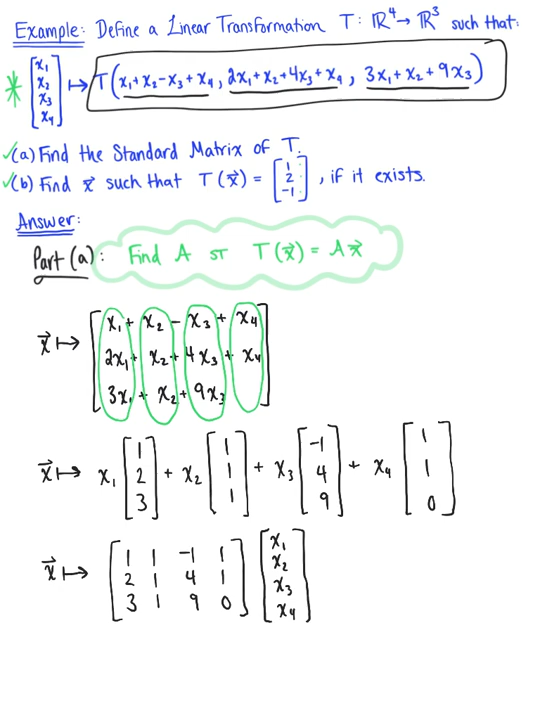 Example: Define a Linear Transformation T: ℝ⁴→ ℝ³ such that:
* [x₁ x₂ x₃ x₄] ↦ T(x₁+x₂-x₃+x₄, 2x₁+x₂+4x₃+x₄, 3x₁+x₂+9x₃)
✓(a) Find the Standard Matrix of T.
✓(b) Find x⃗ such that T(x⃗) = [1 2 -1], if it exists.
Answer:
Part (a): Find A ST T(x⃗) = Ax⃗
x₁ + x₂ - x₃ + x₄
x⃗ ↦ 2x₁ + x₂ + 4x₃ + x₄
3x₁ + x₂ + 9x₃
x⃗ ↦ x₁ [1 2 3] + x₂ [1 1 1] + x₃ [-1 4 9] + x₄ [1 1 0]
x⃗ ↦ [1 1 -1 1
2 1 4 1
3 1 9 0] [x₁ x₂ x₃ x₄]